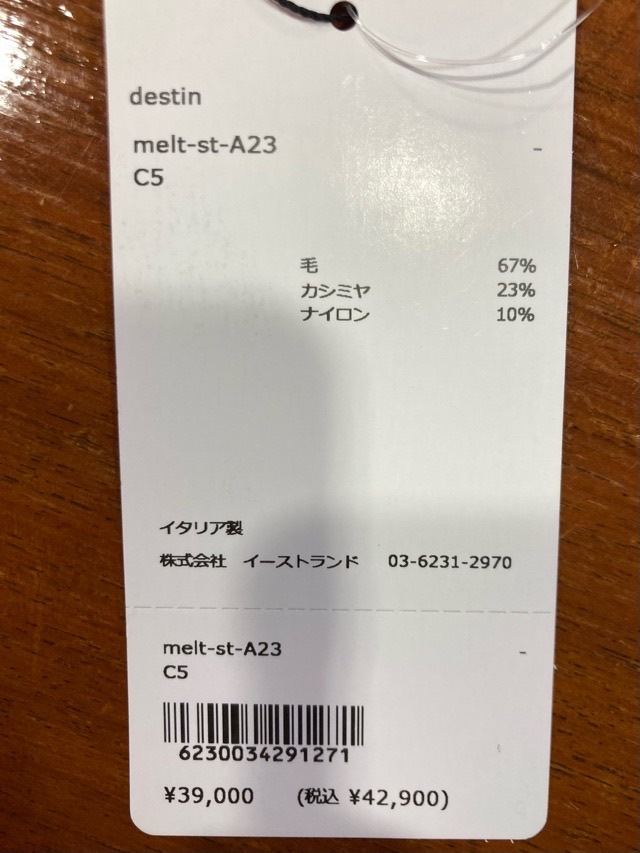 destin
melt-st-A23 -
C5
毛 67%
カシミヤ 23%
ナイロン 10%
イタリア製
株式会社 イーストランド 03-6231-2970
melt-st-A23 -
C5
6230034291271
¥39,000 (税込 ¥42,900)